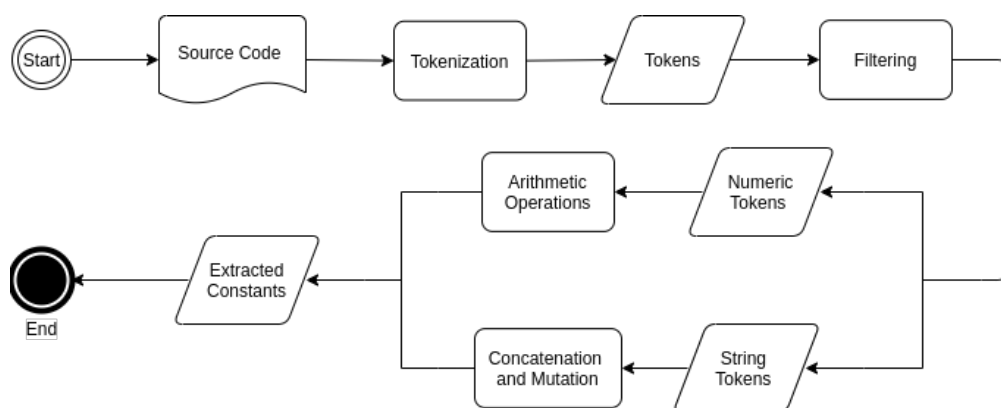 Start
Source Code
Tokenization
Tokens
Filtering
Arithmetic
Operations
Numeric
Tokens
Extracted
Constants
End
Concatenation
and Mutation
String
Tokens